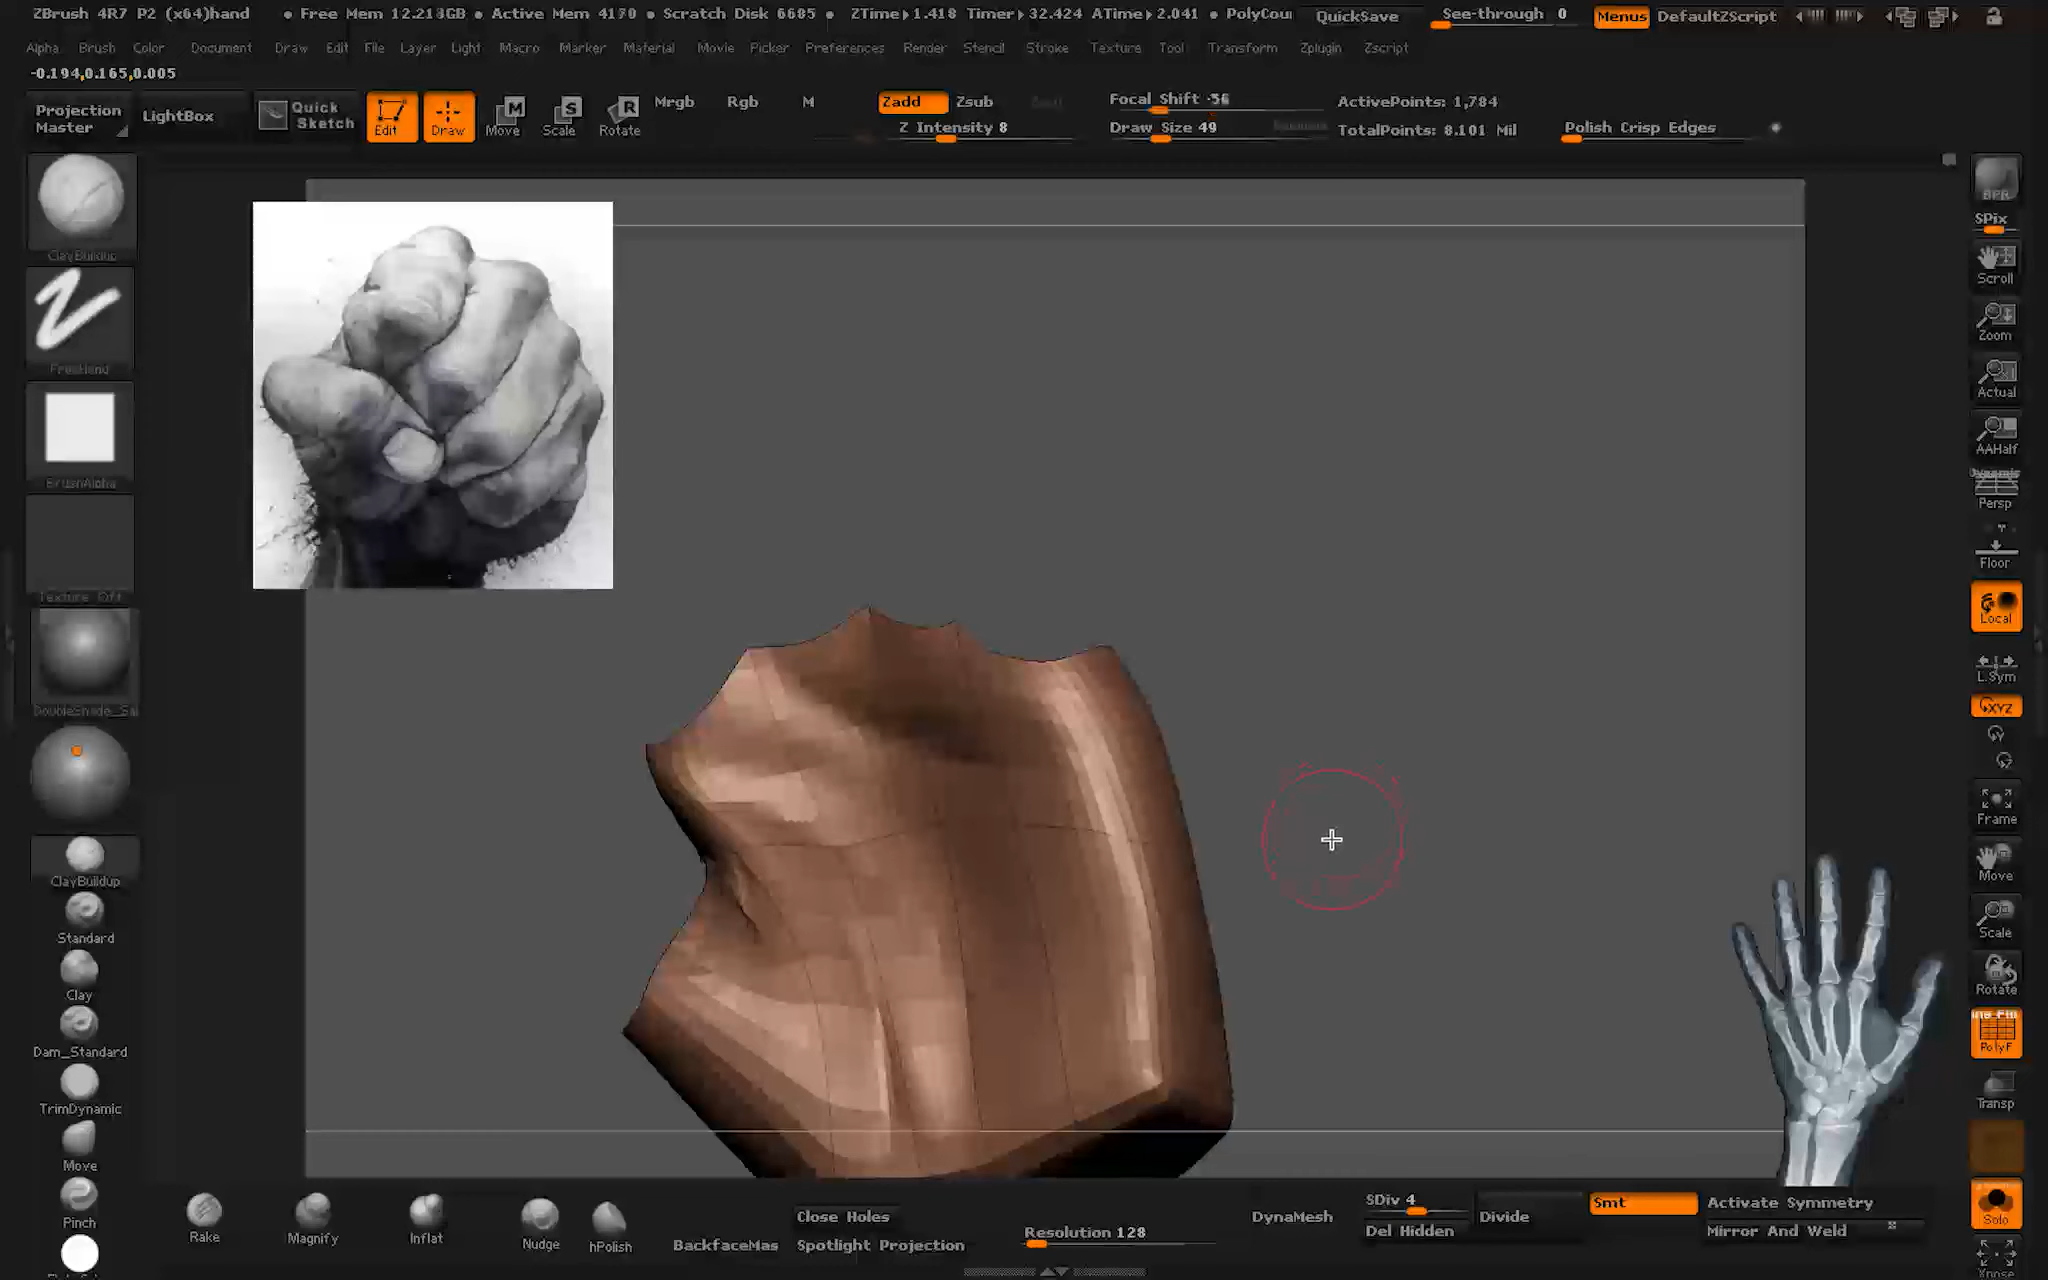 ZBrush 4R7 P2 (x64)hand • Free Mem 12.213GB • Active Mem 4170 • Scratch Disk 6685 • ZTime▸1.418 Timer▸32.424 ATime▸2.041 • PolyCou QuickSave See-through 0 Menus DefaultZScript
Alpha Brush Color Document Draw Edit File Layer Light Macro Marker Material Movie Picker Preferences Render Stencil Stroke Texture Tool Transform Zplugin Zscript
-0.194,0.165,0.005
Projection Master
LightBox
Quick Sketch
Edit
Draw
Move
Scale
Rotate
Mrgb Rgb M
Zadd Zsub
Z Intensity 8
Focal Shift -56
Draw Size 49
ActivePoints: 1,784
TotalPoints: 8.101 Mil
Polish Crisp Edges
ClayBuildup
FreeHand
BrushAlpha
ClayBuildup
Standard
Clay
Dam_Standard
TrimDynamic
Move
Pinch
BPR
SPix
Scroll
Zoom
Actual
AAHalf
Dynamic
Persp
Floor
Local
L.Sym
XYZ
Frame
Move
Scale
Rotate
PolyF
Transp
Solo
Xpose
Rake
Magnify
Inflat
Nudge
hPolish
BackfaceMas
Close Holes
Spotlight Projection
Resolution 128
DynaMesh
SDiv 4
Del Hidden
Divide
Smt
Activate Symmetry
Mirror And Weld